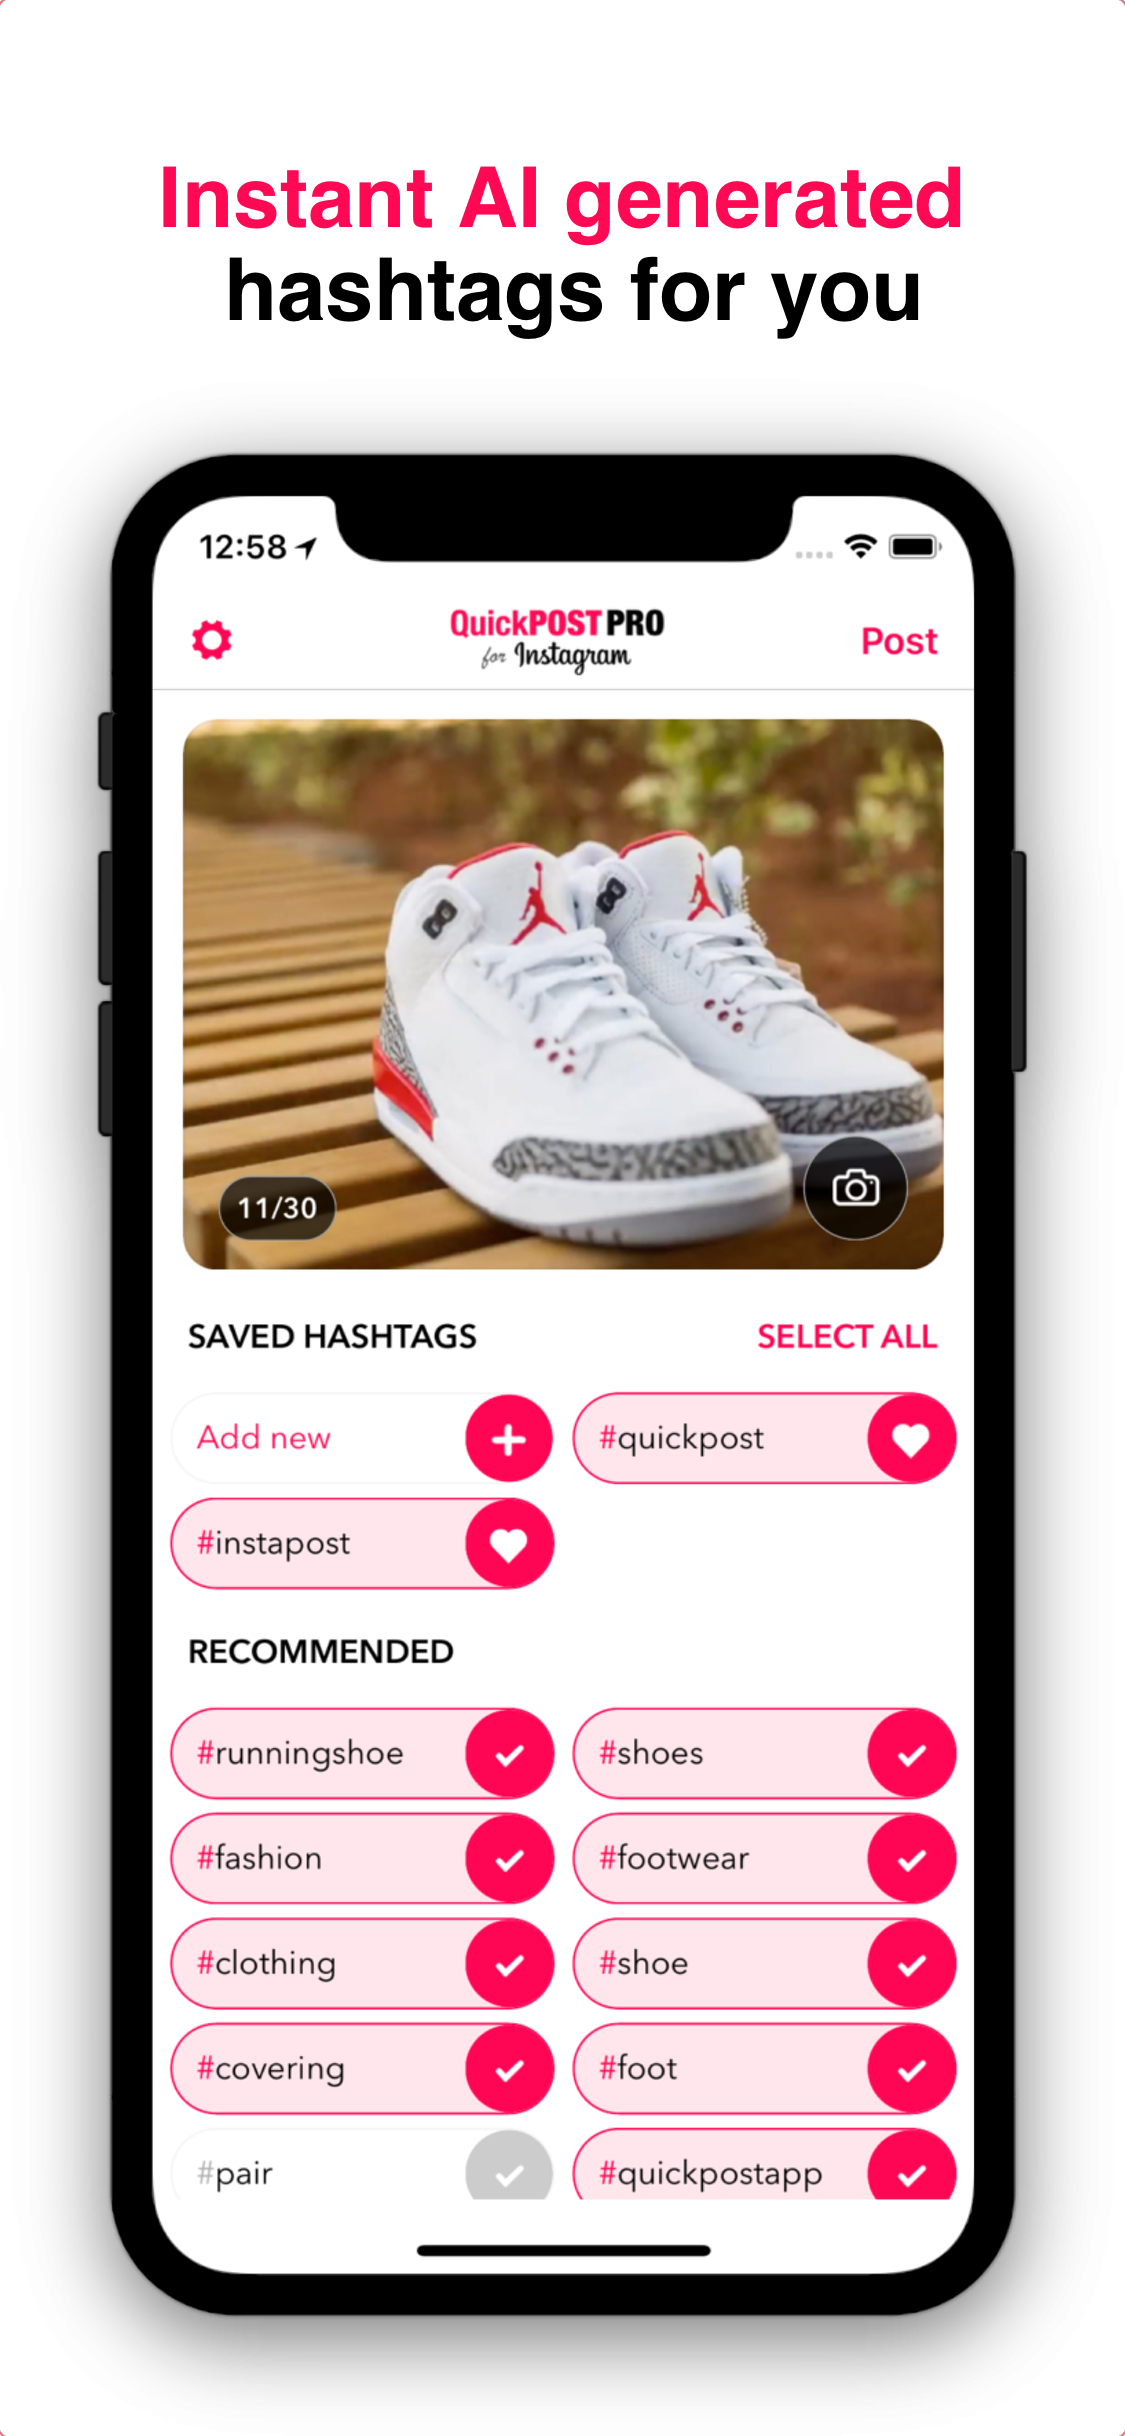 Instant AI generated
hashtags for you
12:58
QuickPOST PRO
for Instagram
Post
11/30
SAVED HASHTAGS
SELECT ALL
Add new
#quickpost
#instapost
RECOMMENDED
#runningshoe
#shoes
#fashion
#footwear
#clothing
#shoe
#covering
#foot
#pair
#quickpostapp